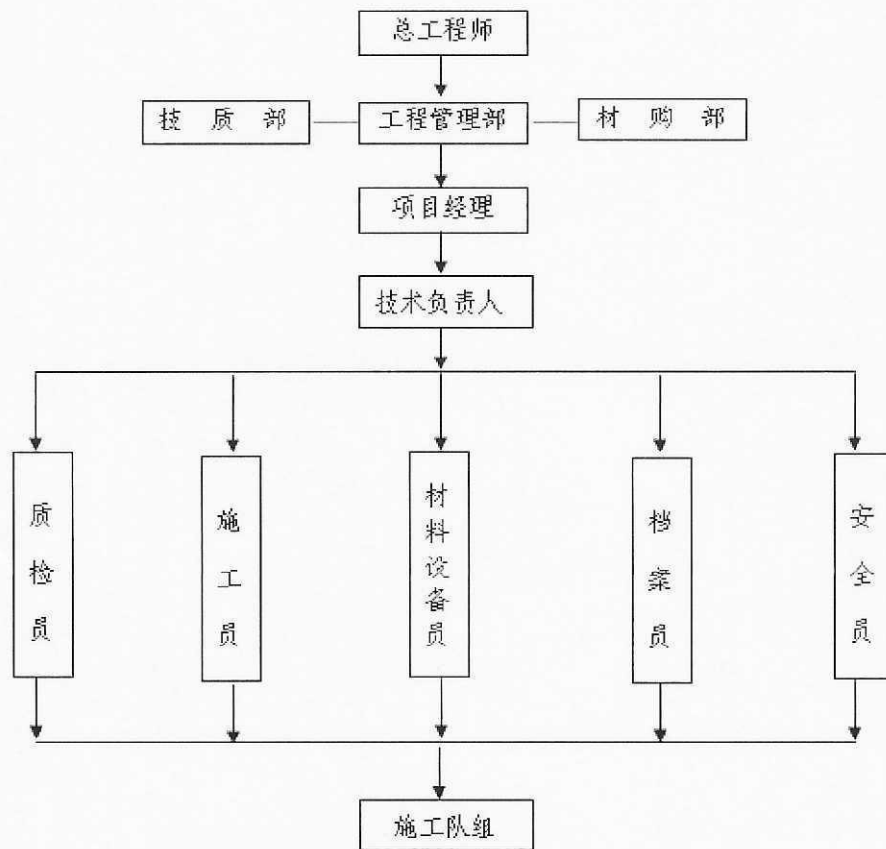 总工程师
技质部
工程管理部
材购部
项目经理
技术负责人
质检员
施工员
材料设备员
档案员
安全员
施工队组